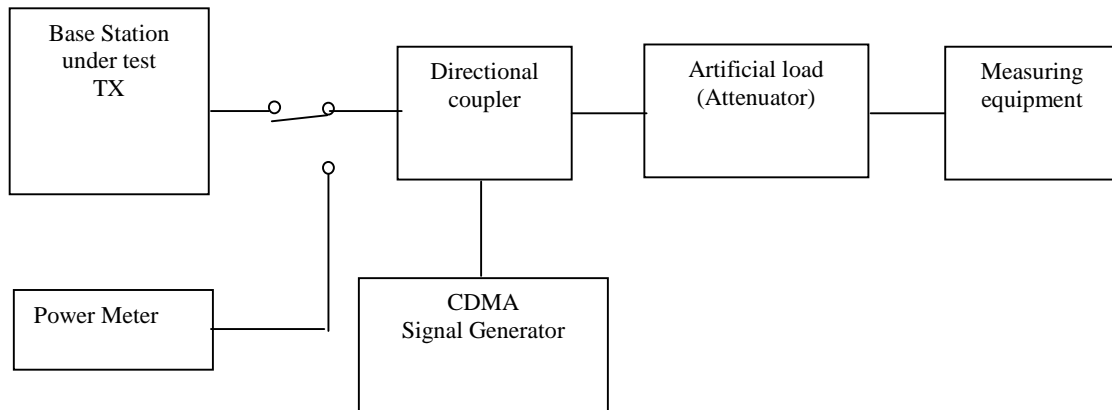 Base Station
under test
TX
Directional
coupler
Artificial load
(Attenuator)
Measuring
equipment
Power Meter
CDMA
Signal Generator